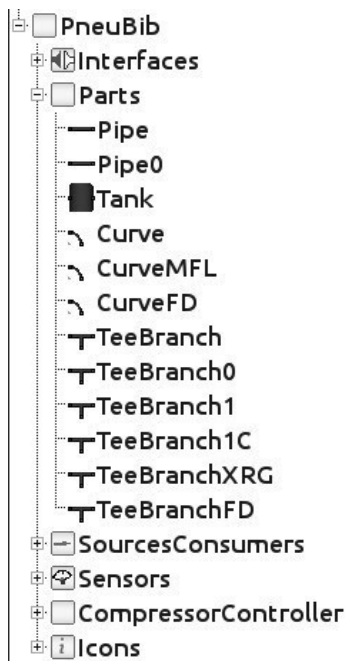 PneuBib
Interfaces
Parts
Pipe
Pipe0
Tank
Curve
CurveMFL
CurveFD
TeeBranch
TeeBranch0
TeeBranch1
TeeBranch1C
TeeBranchXRG
TeeBranchFD
SourcesConsumers
Sensors
CompressorController
Icons